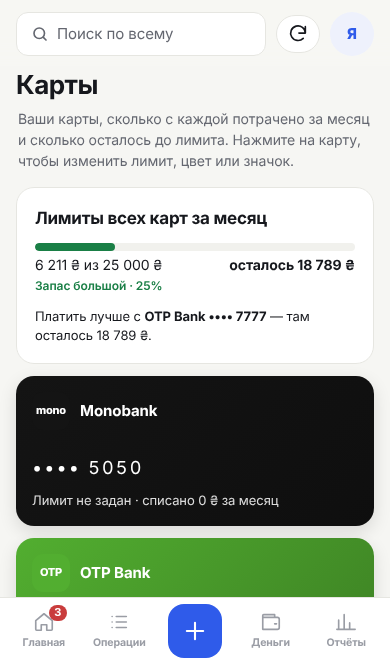 Поиск по всему
Я
Карты
Ваши карты, сколько с каждой потрачено за месяц
и сколько осталось до лимита. Нажмите на карту,
чтобы изменить лимит, цвет или значок.
Лимиты всех карт за месяц
6 211 ₴ из 25 000 ₴ осталось 18 789 ₴
Запас большой · 25%
Платить лучше с OTP Bank •••• 7777 — там
осталось 18 789 ₴.
mono Monobank
•••• 5050
Лимит не задан · списано 0 ₴ за месяц
OTP OTP Bank
3
Главная Операции Деньги Отчёты